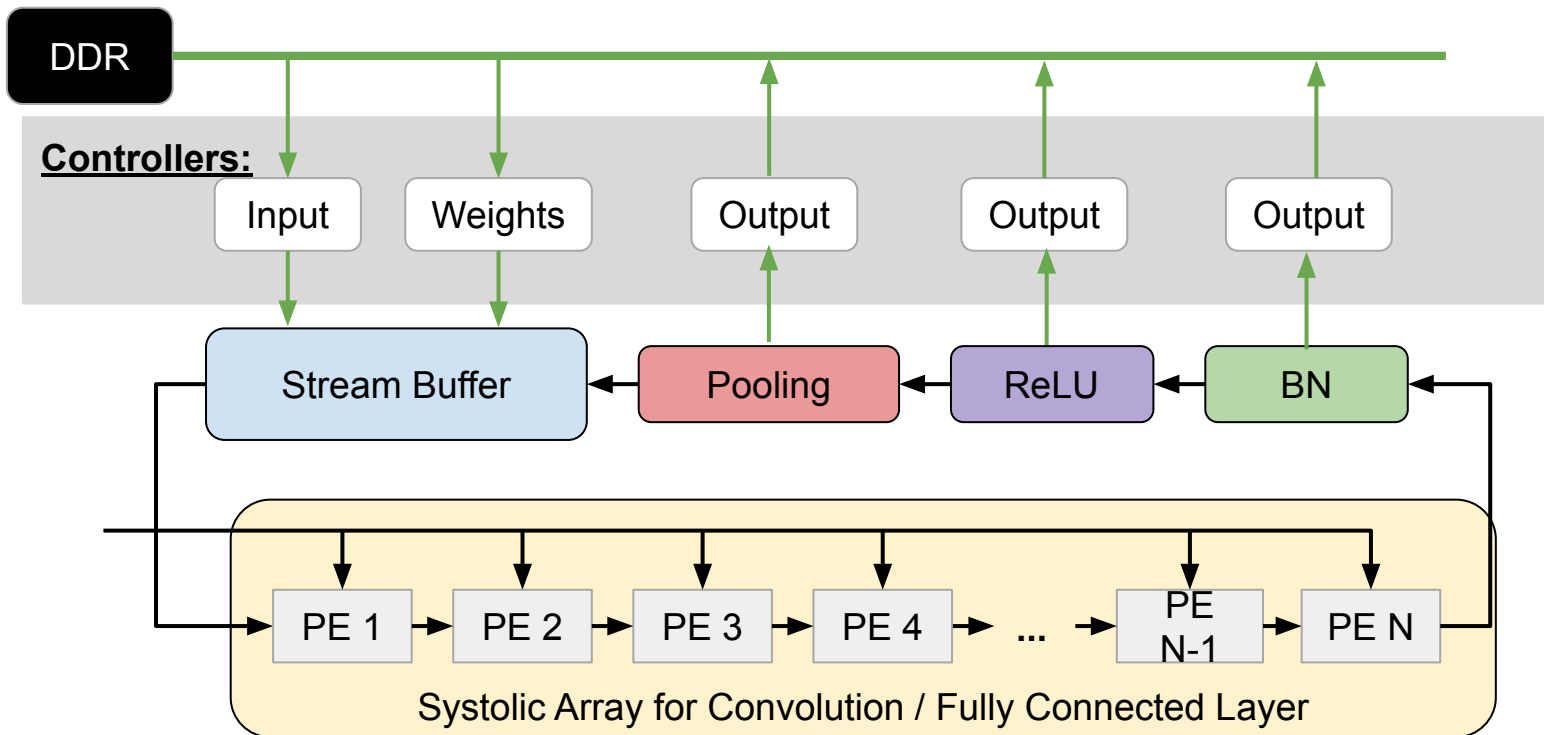 DDR
Controllers:
Input
Weights
Output
Output
Output
Stream Buffer
Pooling
ReLU
BN
PE 1
PE 2
PE 3
PE 4
...
PE
N-1
PE N
Systolic Array for Convolution / Fully Connected Layer